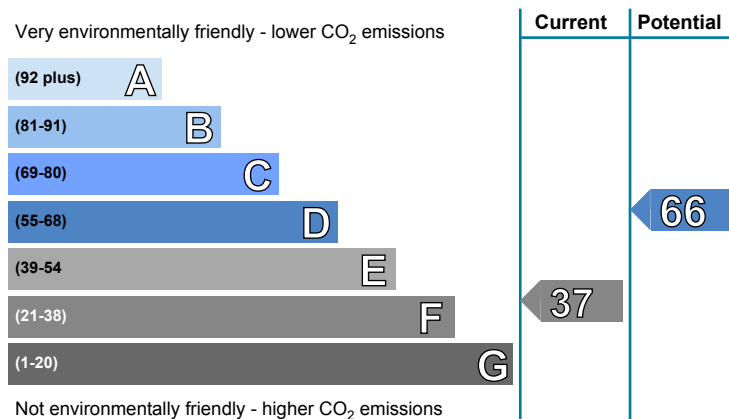 Very environmentally friendly - lower CO₂ emissions
Current
Potential
(92 plus) A
(81-91) B
(69-80) C
(55-68) D
66
(39-54 E
(21-38) F
37
(1-20) G
Not environmentally friendly - higher CO₂ emissions